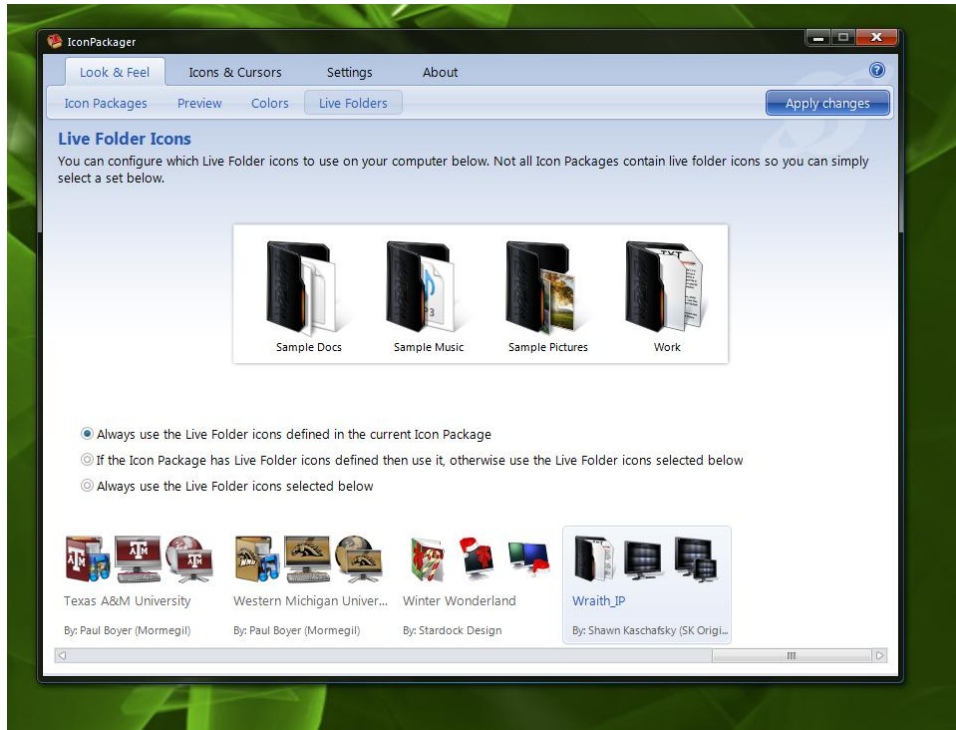 IconPackager
Look & Feel
Icons & Cursors
Settings
About
Icon Packages
Preview
Colors
Live Folders
Apply changes
Live Folder Icons
You can configure which Live Folder icons to use on your computer below. Not all Icon Packages contain live folder icons so you can simply
select a set below.
TXT
Sample Docs
Sample Music
Sample Pictures
Work
Always use the Live Folder icons defined in the current Icon Package
If the Icon Package has Live Folder icons defined then use it, otherwise use the Live Folder icons selected below
Always use the Live Folder icons selected below
Texas A&M University
Western Michigan Univer...
Winter Wonderland
Wraith_IP
By: Paul Boyer (Mormegil)
By: Paul Boyer (Mormegil)
By: Stardock Design
By: Shawn Kaschafsky (SK Origi...